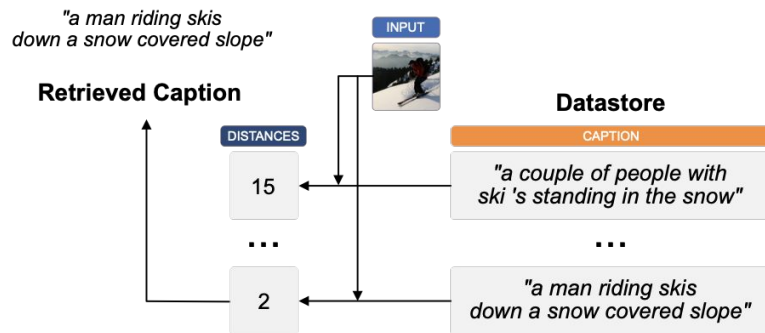 "a man riding skis
down a snow covered slope"
Retrieved Caption
INPUT
Datastore
DISTANCES
CAPTION
15
"a couple of people with
ski 's standing in the snow"
...
...
2
"a man riding skis
down a snow covered slope"